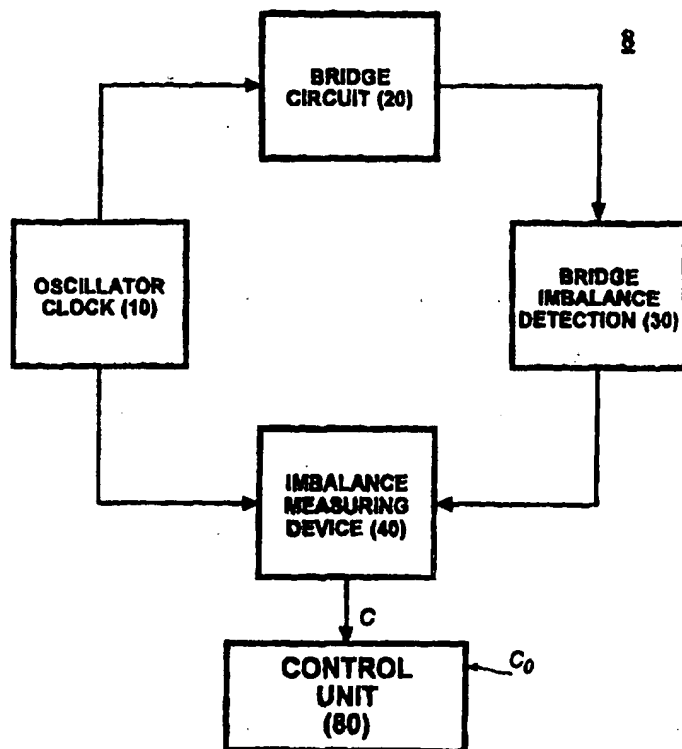 8
BRIDGE
CIRCUIT (20)
OSCILLATOR
CLOCK (10)
BRIDGE
IMBALANCE
DETECTION (30)
IMBALANCE
MEASURING
DEVICE (40)
C
CONTROL
UNIT
(80)
C₀